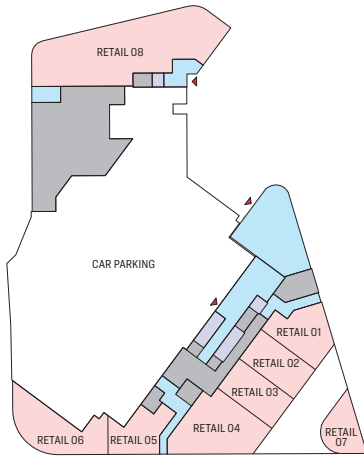 RETAIL 08
CAR PARKING
RETAIL 01
RETAIL 02
RETAIL 03
RETAIL 04
RETAIL 05
RETAIL 06
RETAIL
07